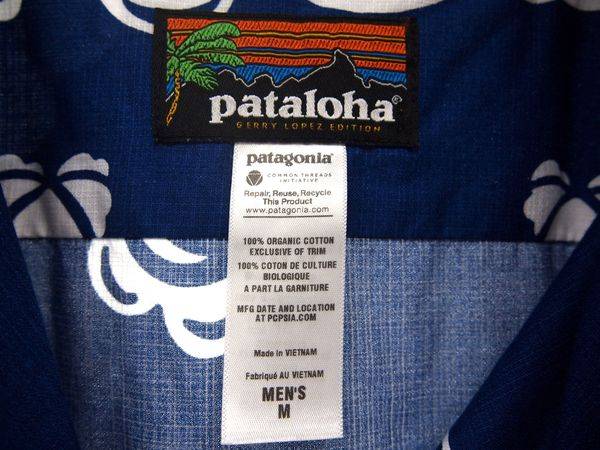 pataloha®
GERRY LOPEZ EDITION
patagonia®
COMMON THREADS
INITIATIVE
Repair, Reuse, Recycle
This Product
www.patagonia.com
100% ORGANIC COTTON
EXCLUSIVE OF TRIM
100% COTON DE CULTURE
BIOLOGIQUE
A PART LA GARNITURE
MFG DATE AND LOCATION
AT PCPSIA.COM
Made in VIETNAM
Fabriqué AU VIETNAM
MEN'S
M